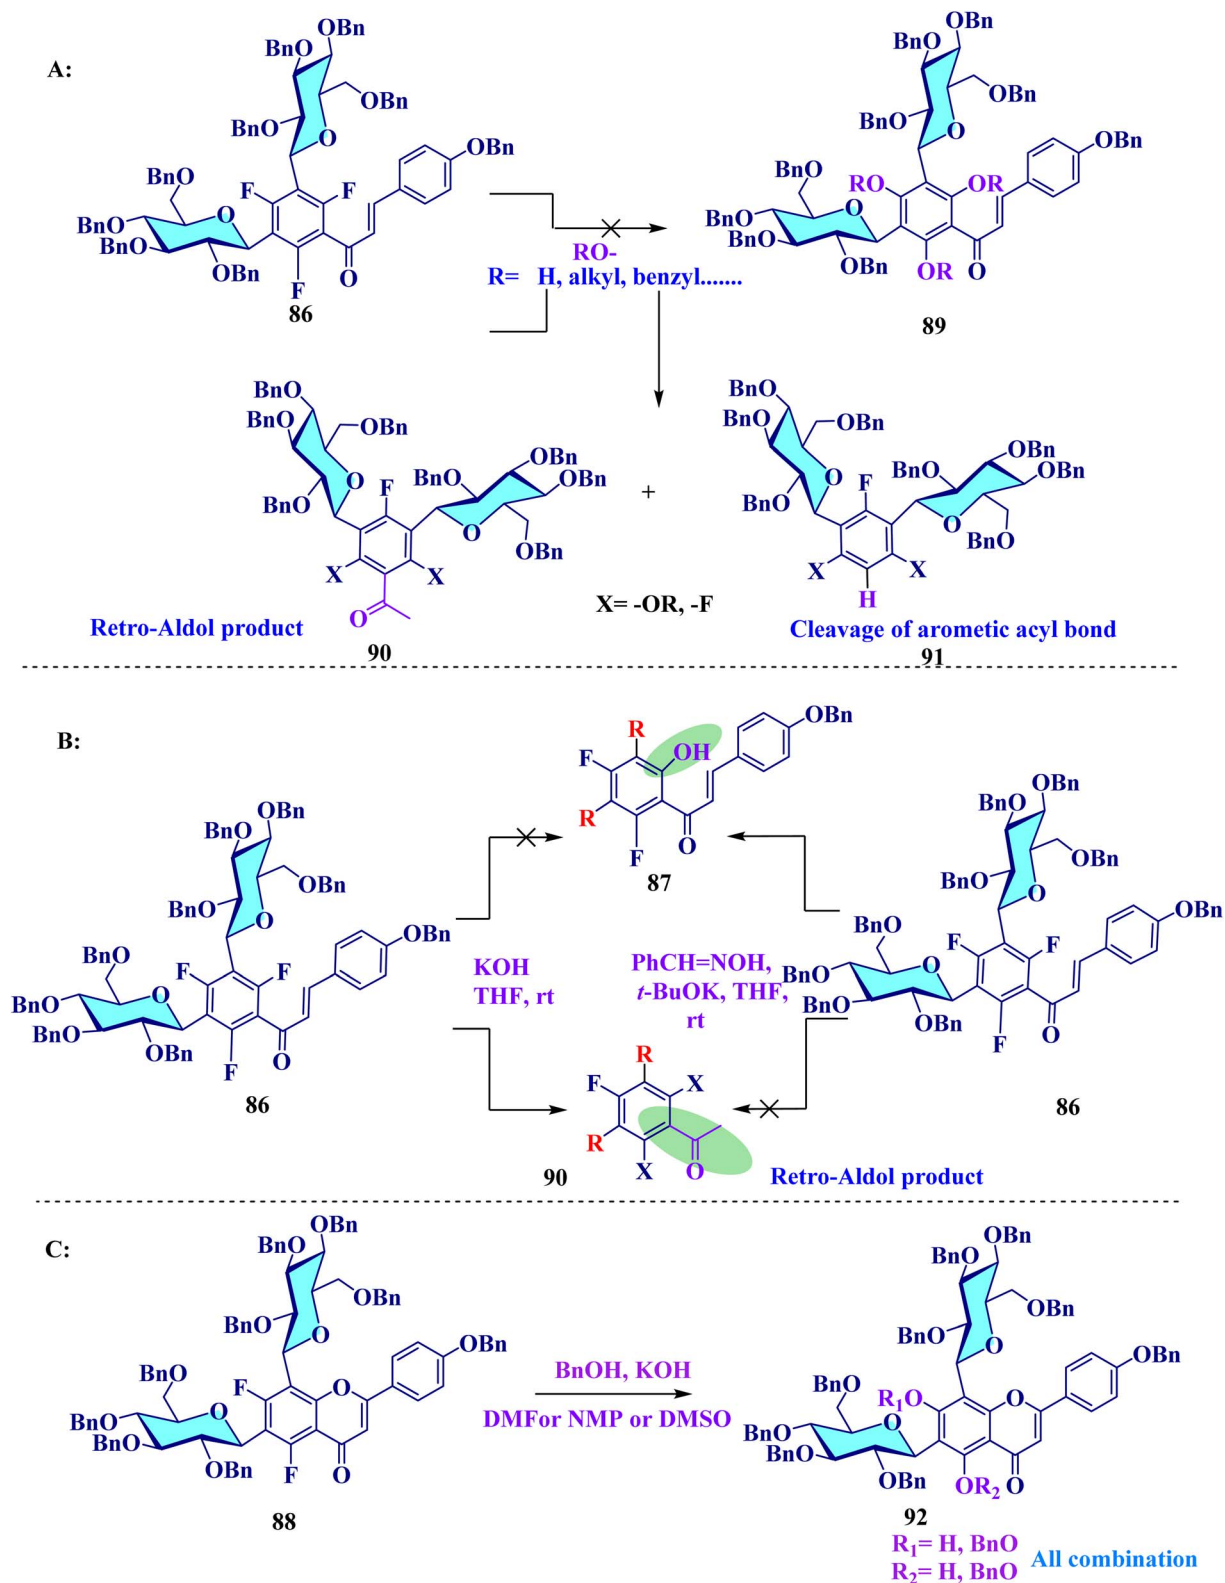 A:
OBn
BnO
OBn
BnO
O
OBn
BnO
F
F
BnO
O
BnO
OBn
O
F
86
RO-
R= H, alkyl, benzyl.......
OBn
BnO
OBn
BnO
O
OBn
BnO
RO
OR
BnO
O
BnO
OBn
O
OR
89
BnO
BnO
OBn
O
BnO
F
BnO
OBn
OBn
O
OBn
X
X
O
Retro-Aldol product
90
+
X= -OR, -F
BnO
BnO
OBn
O
BnO
F
BnO
OBn
OBn
O
BnO
X
X
H
Cleavage of arometic acyl bond
91
B:
OBn
BnO
OBn
BnO
O
OBn
BnO
F
F
BnO
O
BnO
OBn
O
F
86
KOH
THF, rt
R
OH
OBn
F
R
O
F
87
PhCH=NOH,
t-BuOK, THF,
rt
R
F
X
R
X
O
90
Retro-Aldol product
OBn
BnO
OBn
BnO
O
OBn
BnO
F
F
BnO
O
BnO
OBn
O
F
86
C:
OBn
BnO
OBn
BnO
O
OBn
BnO
F
O
BnO
O
BnO
OBn
F
O
88
BnOH, KOH
DMFor NMP or DMSO
OBn
BnO
OBn
BnO
O
OBn
BnO
R1O
O
BnO
O
BnO
OBn
OR2
O
92
R1= H, BnO
R2= H, BnO
All combination